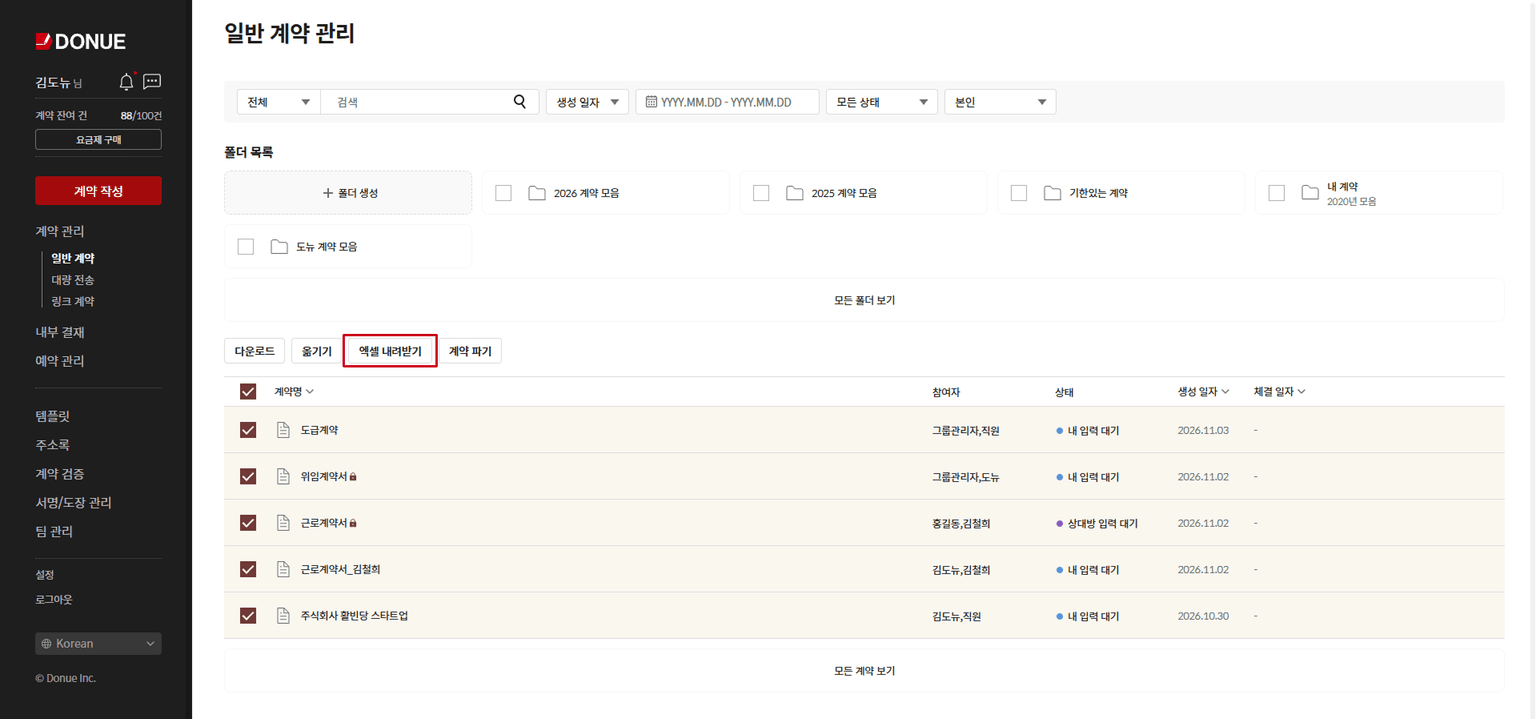 DONUE
김도뉴 님
계약 잔여 건 88/100건
요금제 구매
계약 작성
계약 관리
일반 계약
대량 전송
링크 계약
내부 결재
예약 관리
템플릿
주소록
계약 검증
서명/도장 관리
팀 관리
설정
로그아웃
Korean
© Donue Inc.
일반 계약 관리
전체 검색 생성 일자 YYYY.MM.DD - YYYY.MM.DD 모든 상태 본인
폴더 목록
폴더 생성 2026 계약 모음 2025 계약 모음 기한있는 계약 내 계약
2020년 모음
도뉴 계약 모음
모든 폴더 보기
다운로드 옮기기 엑셀 내려받기 계약 파기
계약명 참여자 상태 생성 일자 체결 일자
도급계약 그룹관리자,직원 내 입력 대기 2026.11.03 -
위임계약서 그룹관리자,도뉴 내 입력 대기 2026.11.02 -
근로계약서 홍길동,김철희 상대방 입력 대기 2026.11.02 -
근로계약서_김철희 김도뉴,김철희 내 입력 대기 2026.11.02 -
주식회사 활빈당 스타트업 김도뉴,직원 내 입력 대기 2026.10.30 -
모든 계약 보기